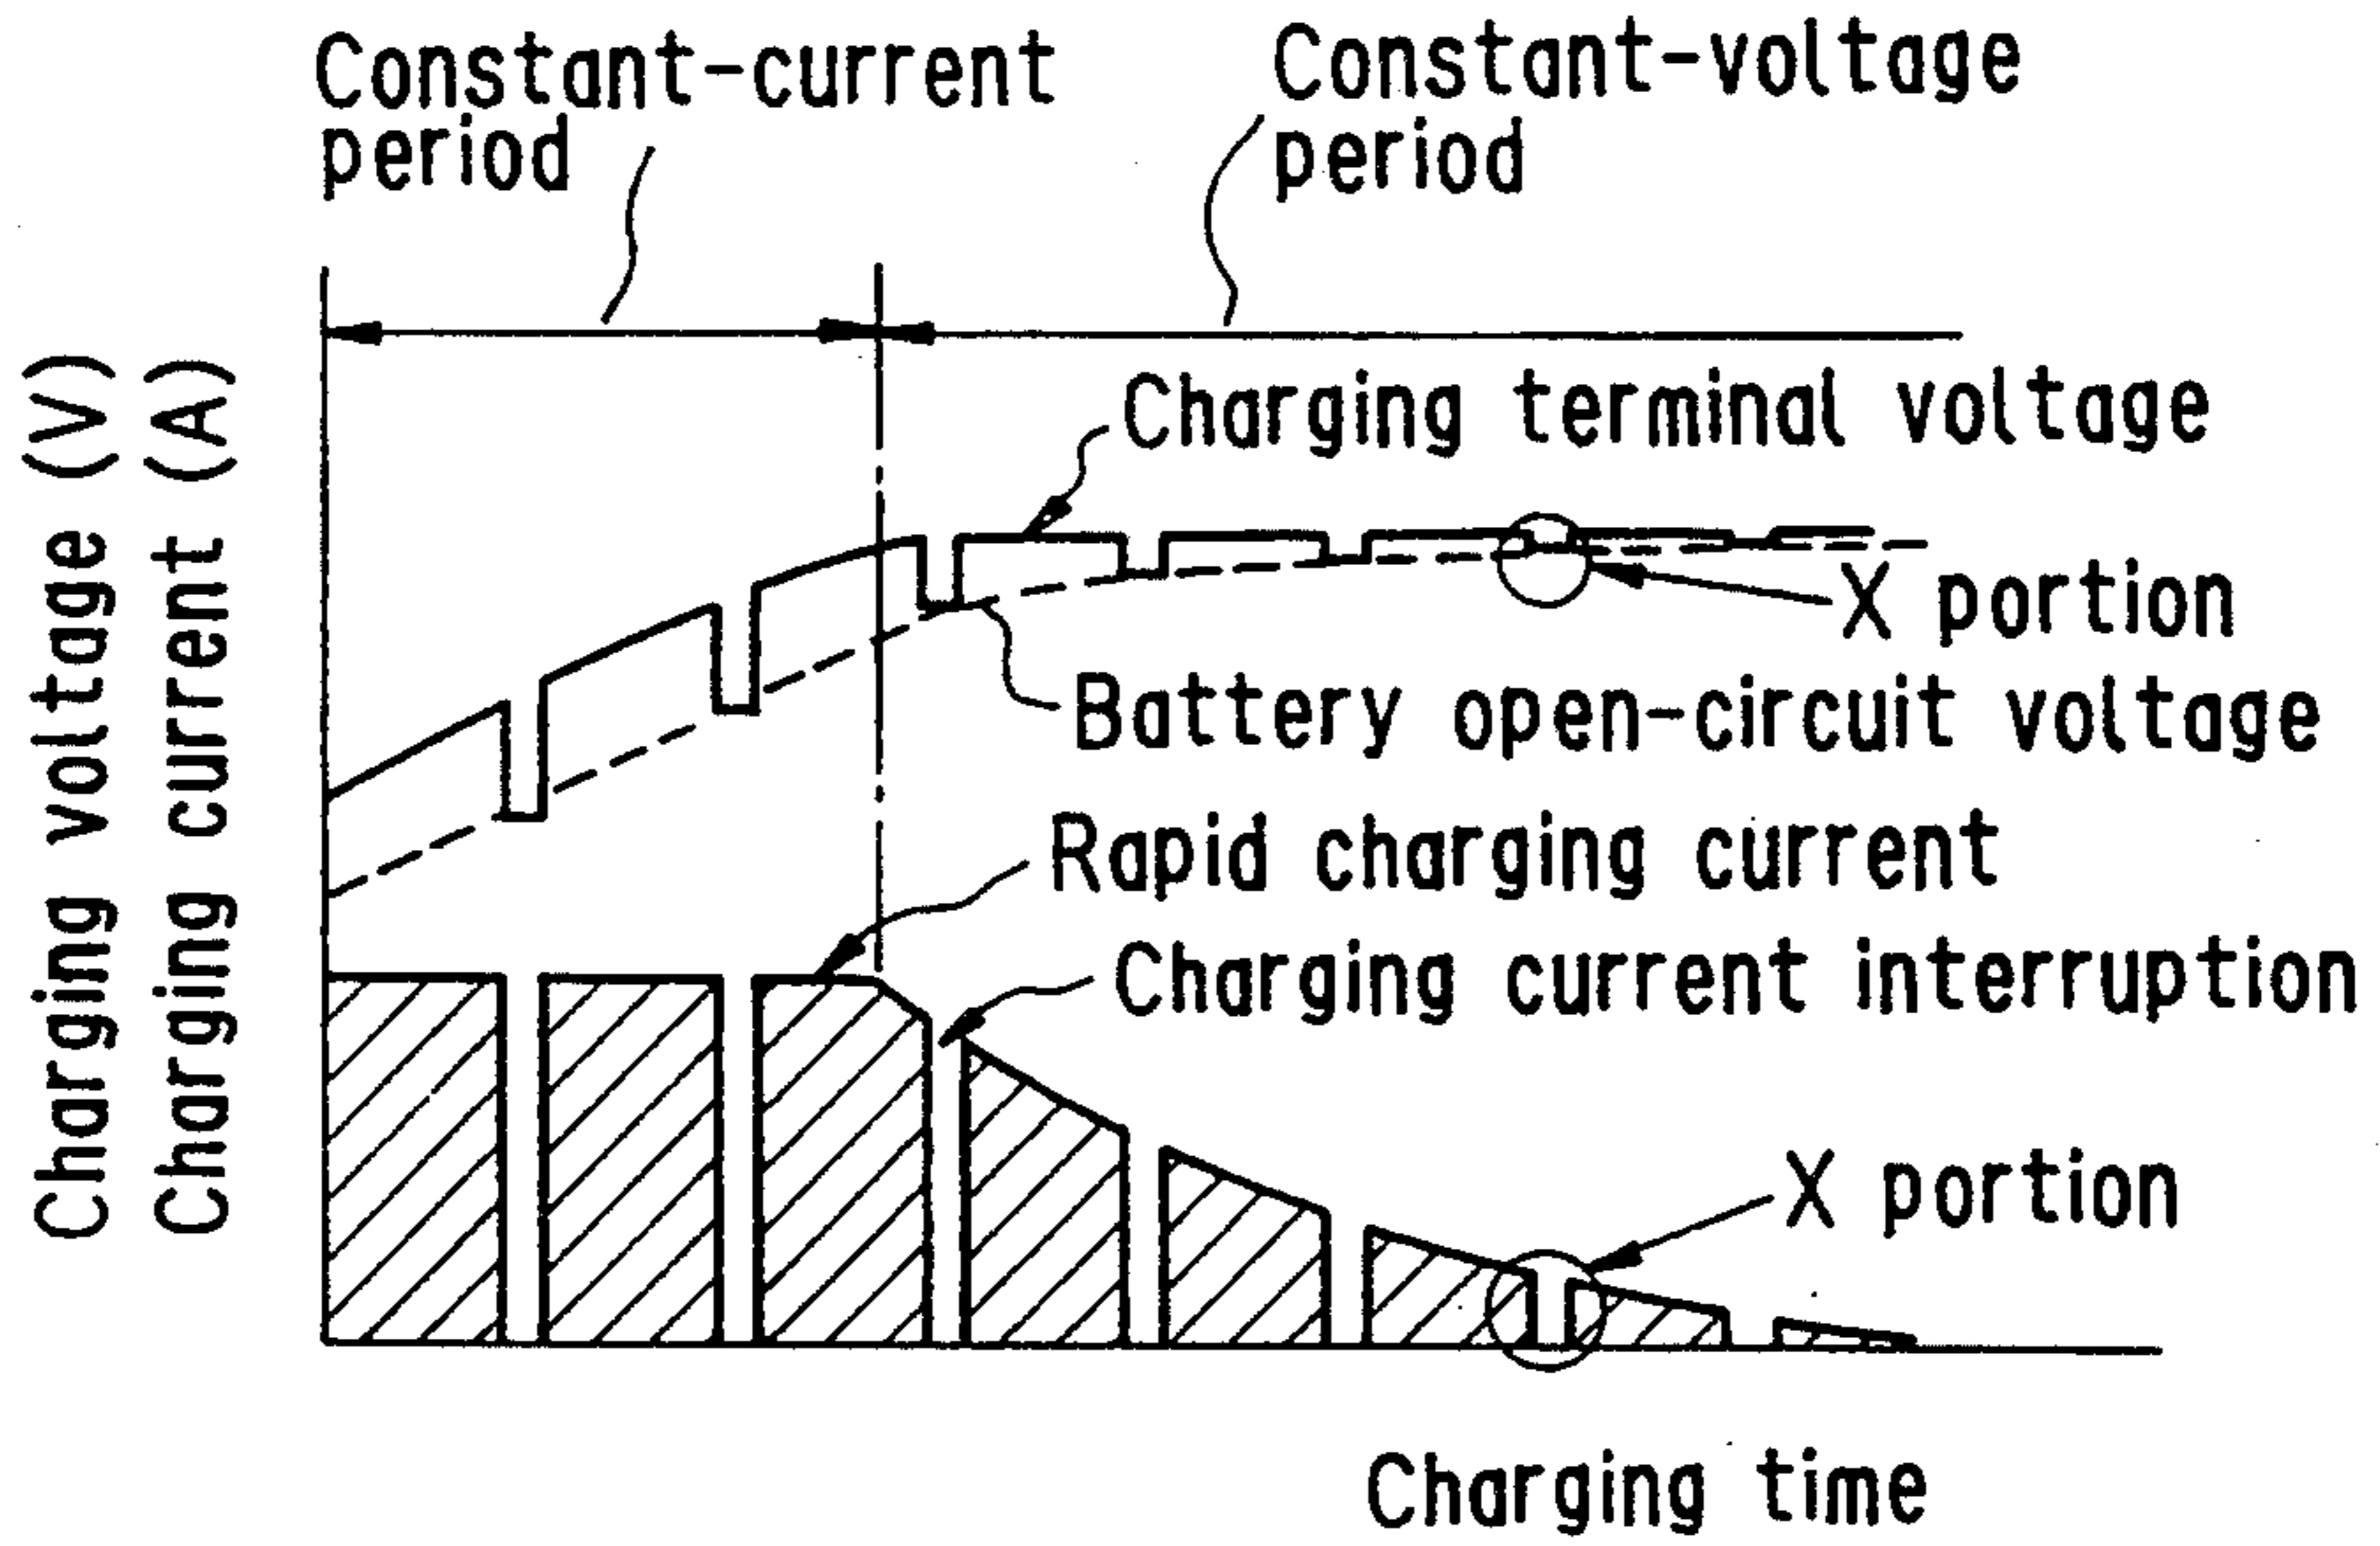 Constant-current
period
Constant-voltage
period
Charging voltage (V)
Charging current (A)
Charging terminal voltage
X portion
Battery open-circuit voltage
Rapid charging current
Charging current interruption
X portion
Charging time